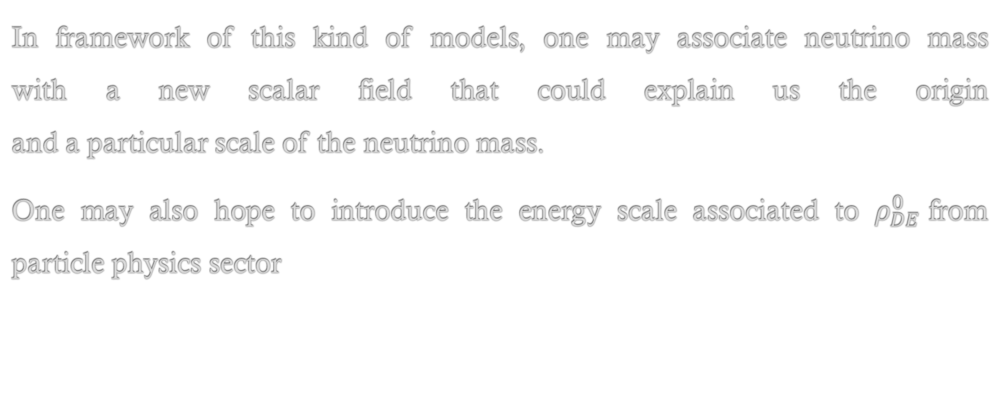 In framework of this kind of models, one may associate neutrino mass
with a new scalar field that could explain us the origin
and a particular scale of the neutrino mass.
One may also hope to introduce the energy scale associated to $\rho_{DE}^{0}$ from
particle physics sector